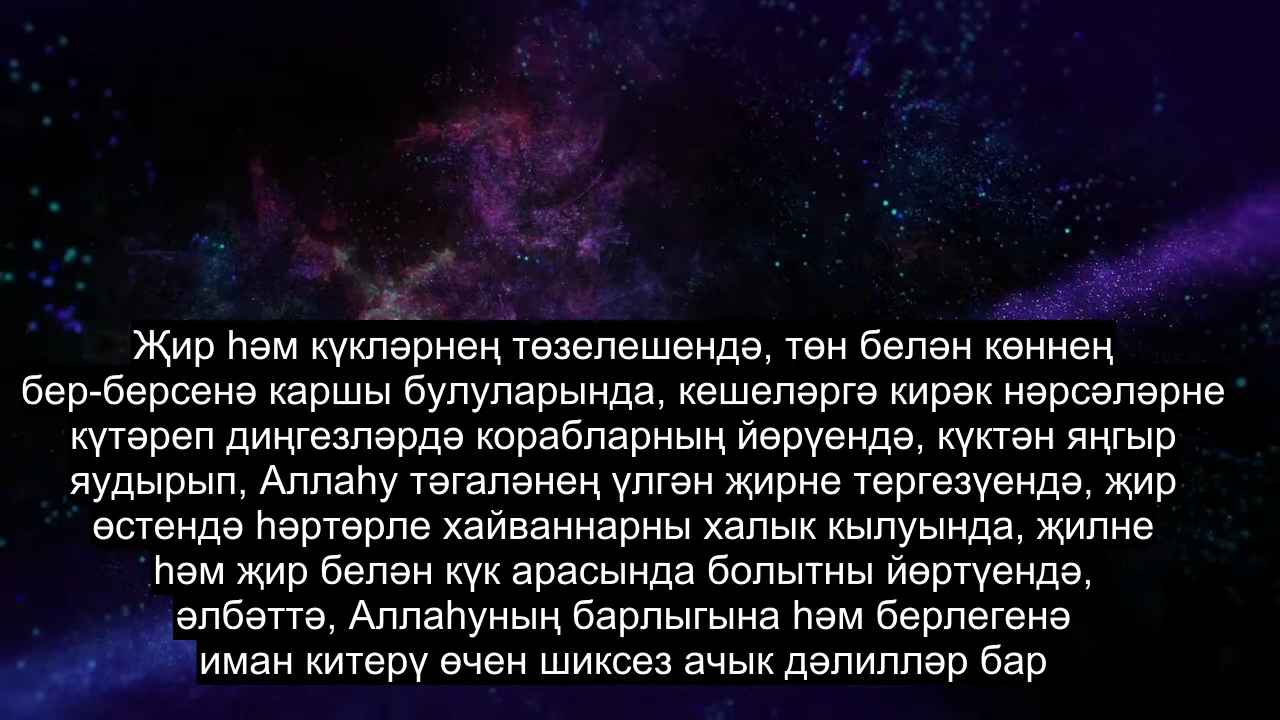 Җир һәм күкләрнең төзелешендә, төн белән көннең
бер-берсенә каршы булуларында, кешеләргә кирәк нәрсәләрне
күтәреп диңгезләрдә корабларның йөрүендә, күктән яңгыр
яудырып, Аллаһу тәгаләнең үлгән җирне тергезүендә, җир
өстендә һәртөрле хайваннарны халык кылуында, җилне
һәм җир белән күк арасында болытны йөртүендә,
әлбәттә, Аллаһуның барлыгына һәм берлегенә
иман китерү өчен шиксез ачык дәлилләр бар